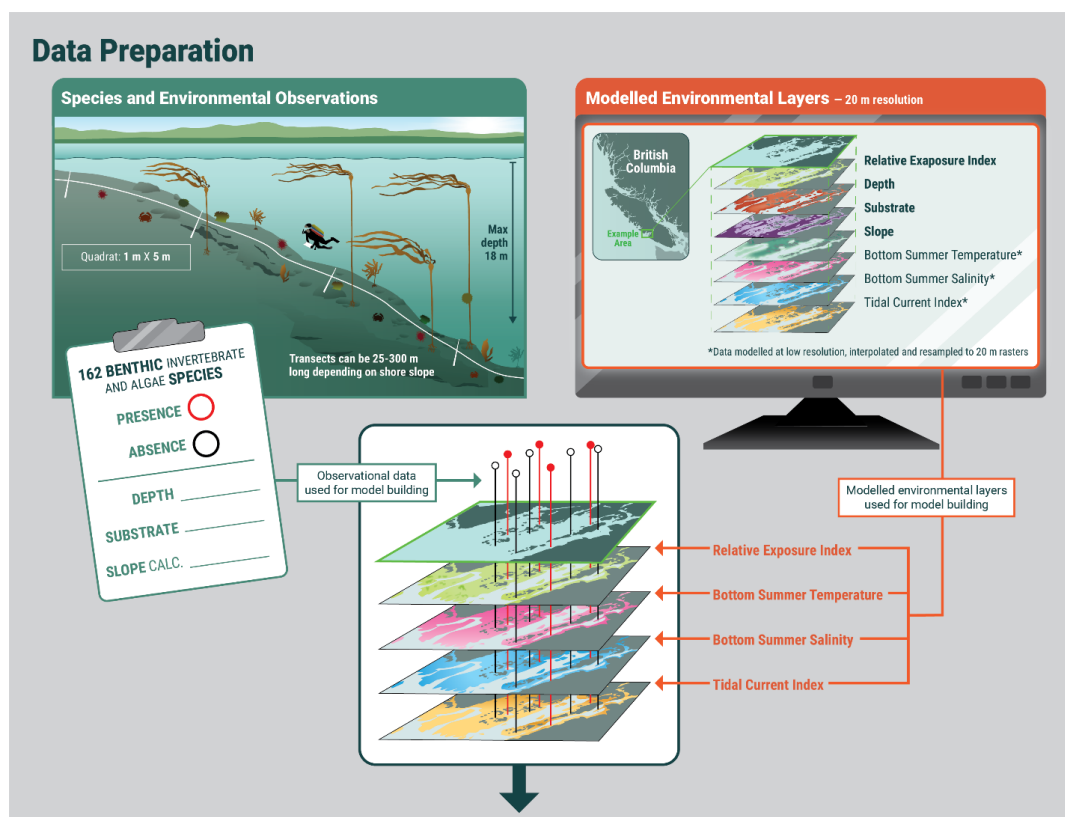 Data Preparation
Species and Environmental Observations
Quadrat: 1 m X 5 m
Max
depth
18 m
Transects can be 25-300 m
long depending on shore slope
162 BENTHIC INVERTEBRATE
AND ALGAE SPECIES
PRESENCE
ABSENCE
DEPTH
SUBSTRATE
SLOPE CALC.
Modelled Environmental Layers – 20 m resolution
British
Columbia
Example
Area
Relative Exaposure Index
Depth
Substrate
Slope
Bottom Summer Temperature*
Bottom Summer Salinity*
Tidal Current Index*
*Data modelled at low resolution, interpolated and resampled to 20 m rasters
Observational data
used for model building
Modelled environmental layers
used for model building
Relative Exposure Index
Bottom Summer Temperature
Bottom Summer Salinity
Tidal Current Index